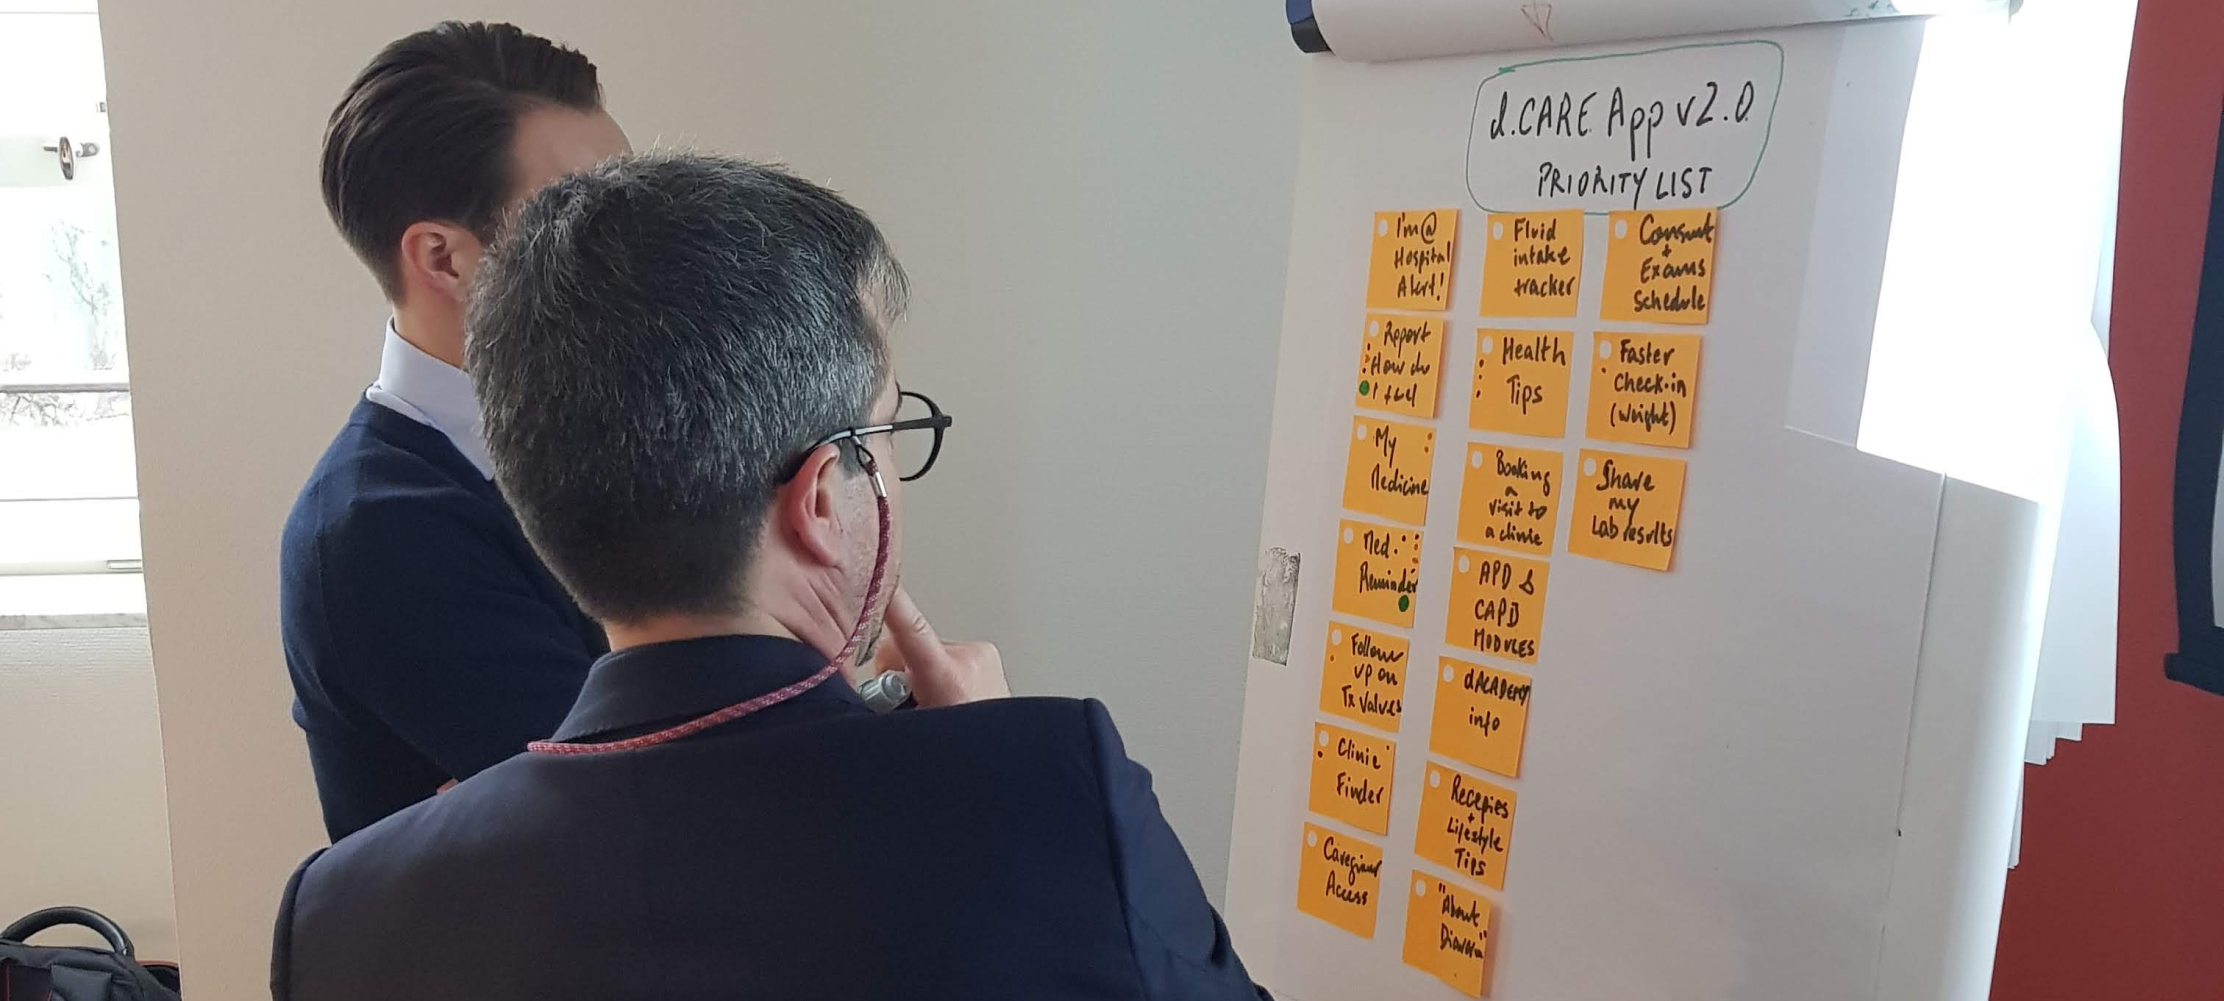 d.CARE App v2.0
PRIORITY LIST
I'm@
Hospital
Alert!
Report
How do
I feel
My
Medicine
Med.
Reminder
Follow
up on
Tx Values
Clinic
Finder
Caregiver
Access
Fluid
intake
tracker
Health
Tips
Booking
a
visit to
a clinic
APD &
CAPD
MODULES
dACADEMY
info
Recepies
+
Lifestyle
Tips
"About
Consult
+
Exams
Schedule
Faster
check-in
(weight)
Share
my
Lab results